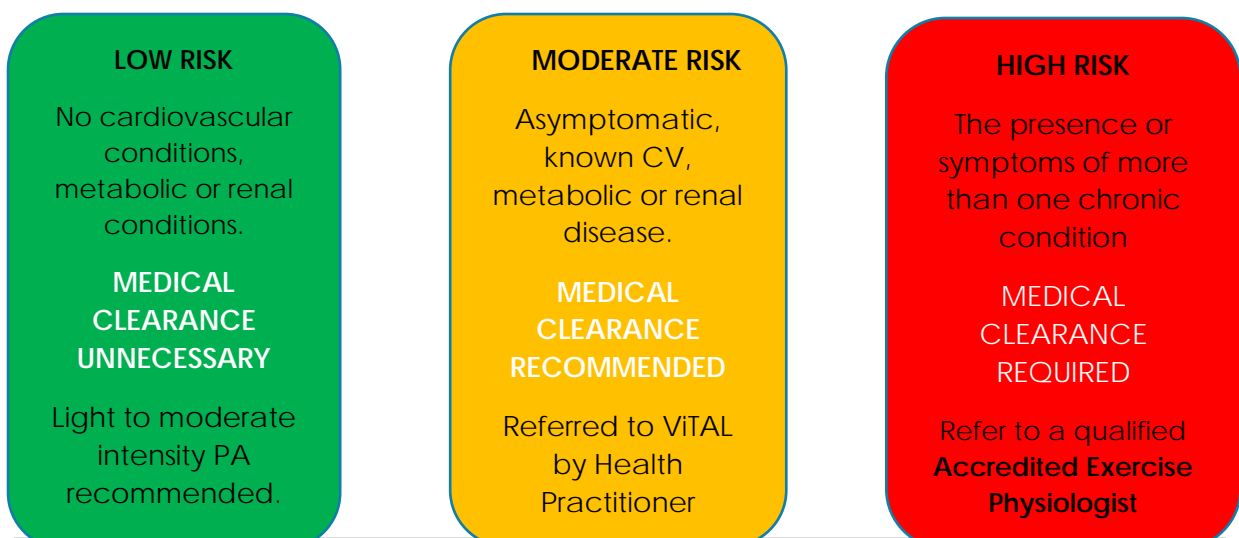 LOW RISK
No cardiovascular
conditions,
metabolic or renal
conditions.
MEDICAL
CLEARANCE
UNNECESSARY
Light to moderate
intensity PA
recommended.
MODERATE RISK
Asymptomatic,
known CV,
metabolic or renal
disease.
MEDICAL
CLEARANCE
RECOMMENDED
Referred to ViTAL
by Health
Practitioner
HIGH RISK
The presence or
symptoms of more
than one chronic
condition
MEDICAL
CLEARANCE
REQUIRED
Refer to a qualified
Accredited Exercise
Physiologist